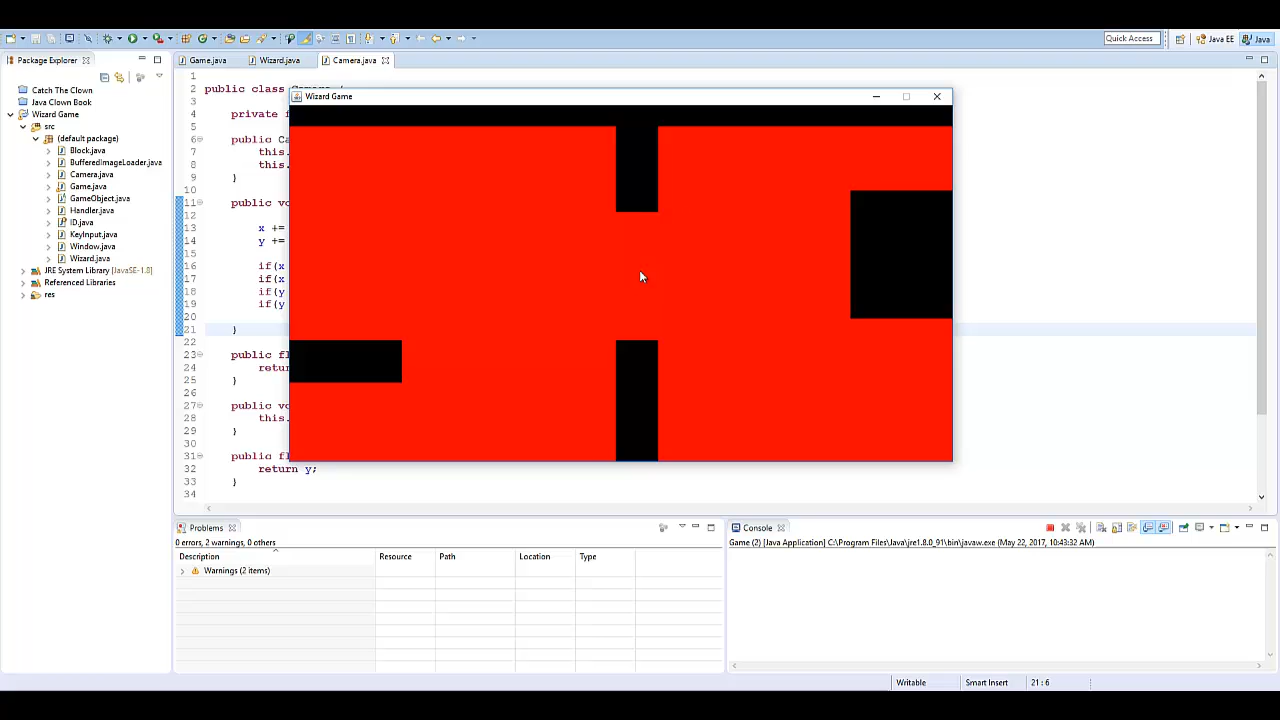 Quick Access
Java EE
Java
Package Explorer
Game.java
Wizard.java
Camera.java
Catch The Clown
Java Clown Book
Wizard Game
src
(default package)
Block.java
BufferedImageLoader.java
Camera.java
Game.java
GameObject.java
Handler.java
ID.java
KeyInput.java
Window.java
Wizard.java
JRE System Library [JavaSE-1.8]
Referenced Libraries
res
1
2 public class
3
4 private f
5
6 public Ca
7 this.
8 this.
9 }
10
11 public vo
12
13 x +=
14 y +=
15
16 if(x
17 if(x
18 if(y
19 if(y
20
21 }
22
23 public fl
24 retur
25 }
26
27 public vo
28 this.
29 }
30
31 public fl
32 return y;
33 }
34
Wizard Game
Problems
0 errors, 2 warnings, 0 others
Description Resource Path Location Type
Warnings (2 items)
Console
Game (2) [Java Application] C:\Program Files\Java\jre1.8.0_91\bin\javaw.exe (May 22, 2017, 10:43:32 AM)
Writable Smart Insert 21 : 6